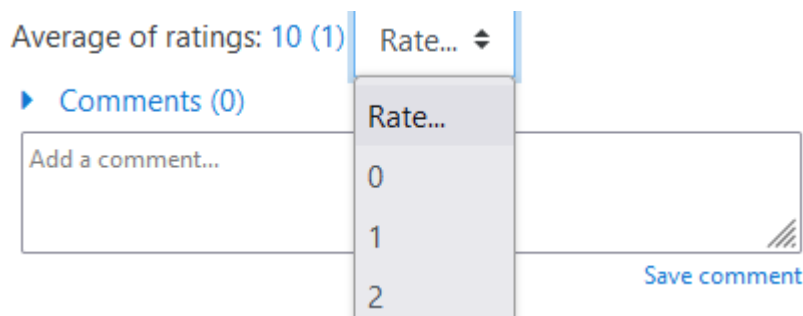 Average of ratings: 10 (1)
Rate...
Comments (0)
Rate...
Add a comment...
0
1
Save comment
2